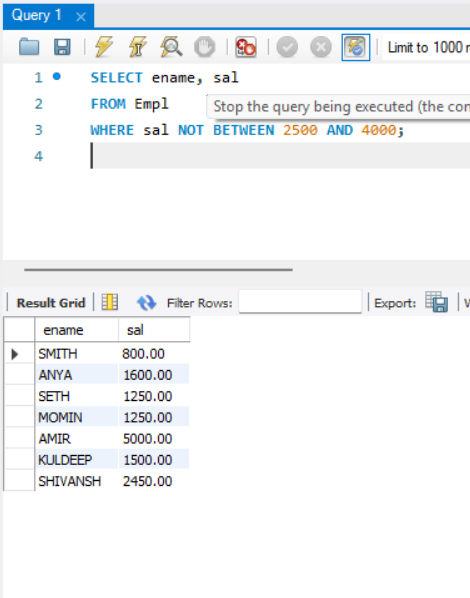 Query 1
Limit to 1000
1 SELECT ename, sal
2 FROM Empl
Stop the query being executed (the
3 WHERE sal NOT BETWEEN 2500 AND 4000;
4
Result Grid Filter Rows: Export:
ename sal
SMITH 800.00
ANYA 1600.00
SETH 1250.00
MOMIN 1250.00
AMIR 5000.00
KULDEEP 1500.00
SHIVANSH 2450.00